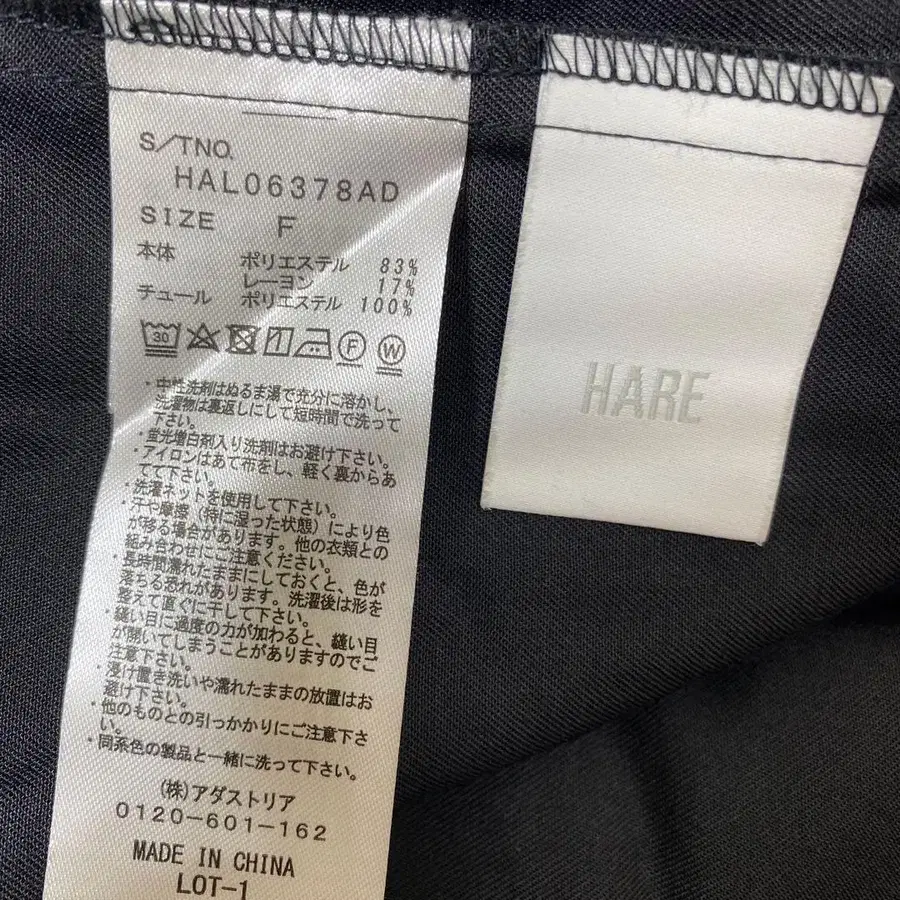 S/TNO.
HAL06378AD
SIZE F
本体 ポリエステル 83%
レーヨン 17%
チュール ポリエステル 100%
30 F W
・中性洗剤はぬるま湯で充分に溶かし、
洗濯物は裏返しにして短時間で洗って
下さい。
・蛍光増白剤入り洗剤はお避け下さい。
・アイロンはあて布をし、軽く裏からあ
てて下さい。
・洗濯ネットを使用して下さい。
・汗や摩擦（特に湿った状態）により色
が移る場合があります。他の衣類との
組み合わせにご注意ください。
・長時間濡れたままにしておくと、色が
落ちる恐れがあります。洗濯後は形を
整えて直ぐに干して下さい。
・縫い目に過度の力が加わると、縫い目
が開いてしまうことがありますのでご
注意下さい。
・浸け置き洗いや濡れたままの放置はお
避け下さい。
・他のものとの引っかかりにご注意下さ
い。
・同系色の製品と一緒に洗って下さい。
(株)アダストリア
0120-601-162
MADE IN CHINA
LOT-1
HARE